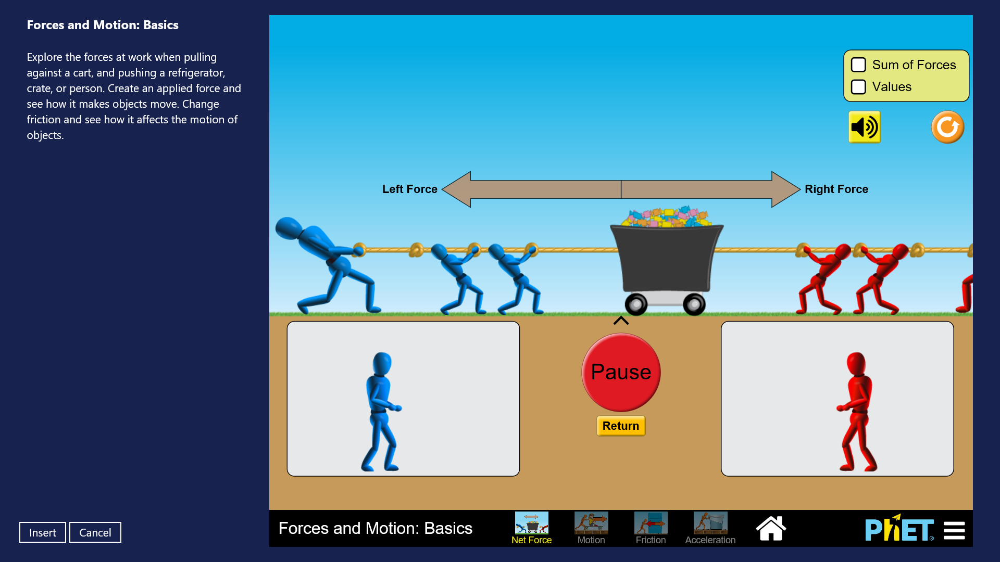 Forces and Motion: Basics
Explore the forces at work when pulling
against a cart, and pushing a refrigerator,
crate, or person. Create an applied force and
see how it makes objects move. Change
friction and see how it affects the motion of
objects.
Sum of Forces
Values
Left Force
Right Force
Pause
Return
Insert
Cancel
Forces and Motion: Basics
Net Force
Motion
Friction
Acceleration
PhET®